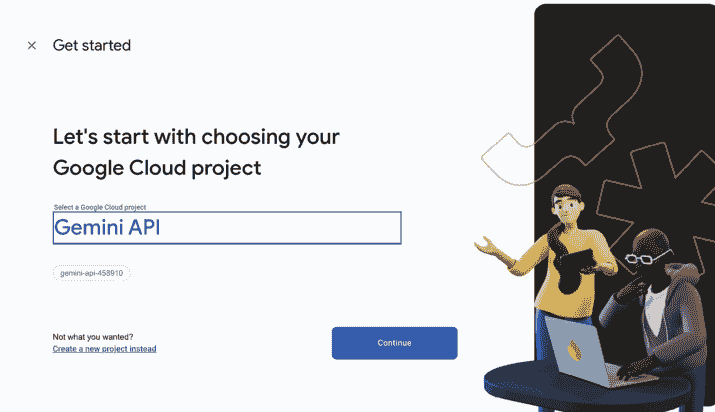 Get started
Let's start with choosing your
Google Cloud project
Select a Google Cloud project
Gemini API
gemini-api-458910
Not what you wanted?
Create a new project instead
Continue